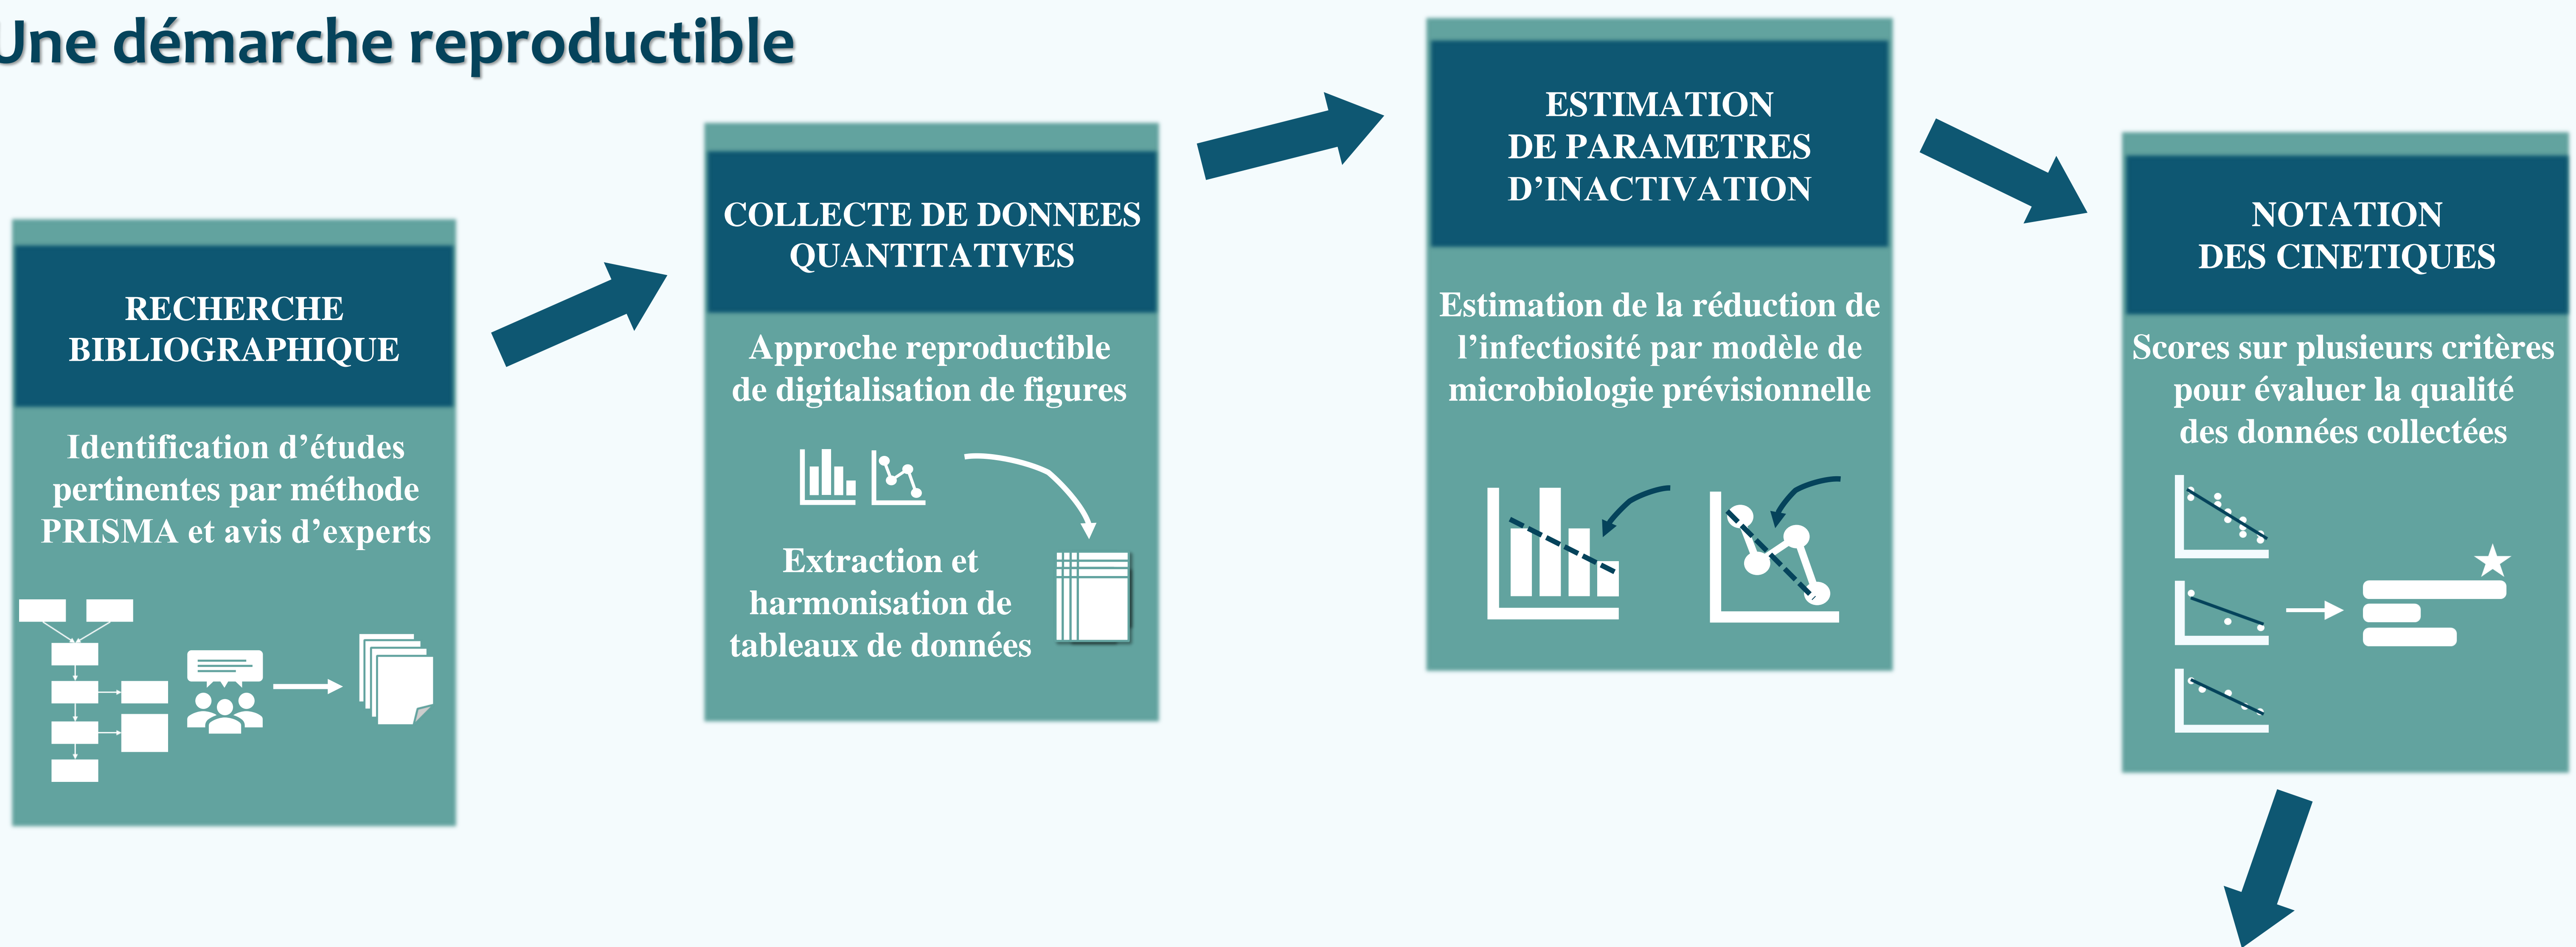 Une démarche reproductible
RECHERCHE
BIBLIOGRAPHIQUE
Identification d’études
pertinentes par méthode
PRISMA et avis d’experts
COLLECTE DE DONNEES
QUANTITATIVES
Approche reproductible
de digitalisation de figures
Extraction et
harmonisation de
tableaux de données
ESTIMATION
DE PARAMETRES
D’INACTIVATION
Estimation de la réduction de
l’infectiosité par modèle de
microbiologie prévisionnelle
NOTATION
DES CINETIQUES
Scores sur plusieurs critères
pour évaluer la qualité
des données collectées